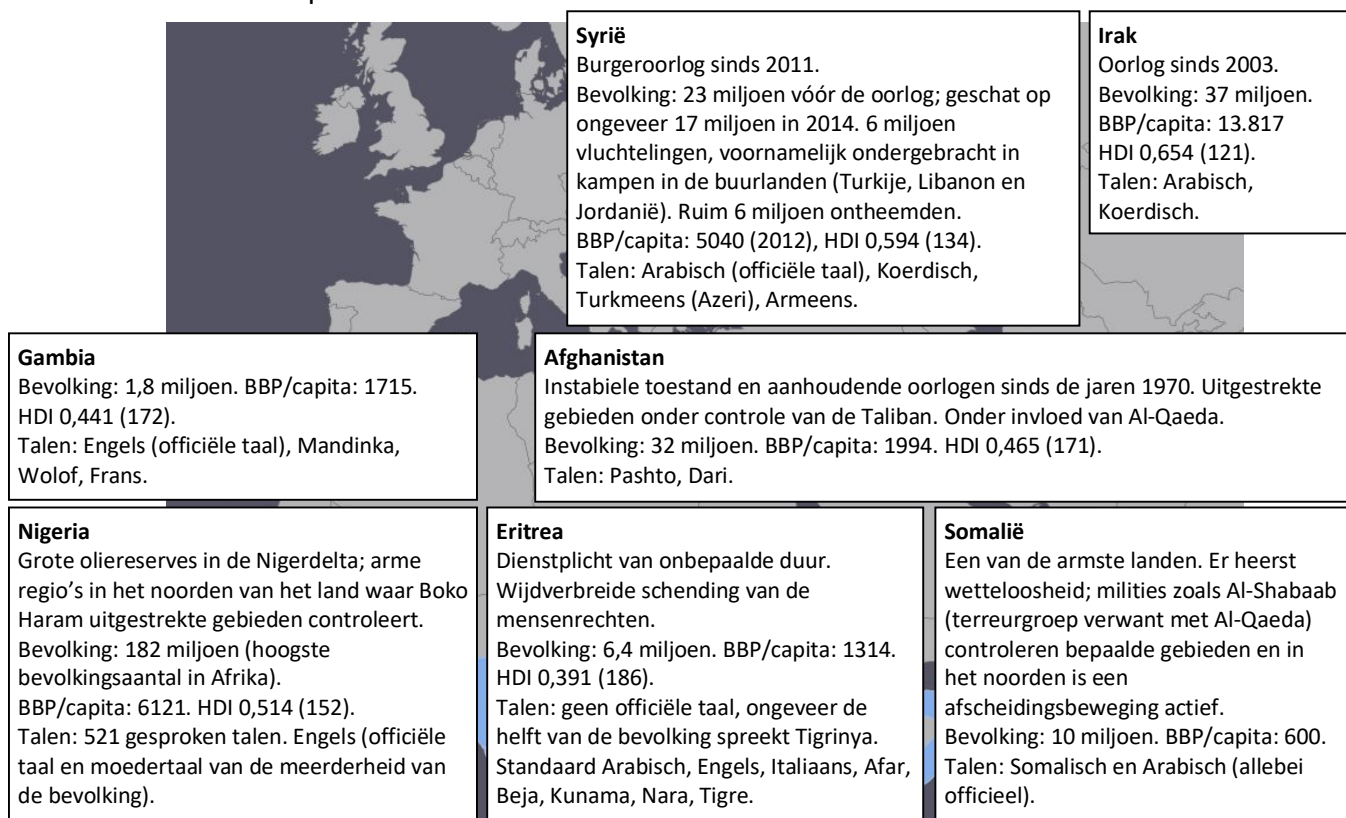 Syrië
Burgeroorlog sinds 2011.
Bevolking: 23 miljoen vóór de oorlog; geschat op
ongeveer 17 miljoen in 2014. 6 miljoen
vluchtelingen, voornamelijk ondergebracht in
kampen in de buurlanden (Turkije, Libanon en
Jordanië). Ruim 6 miljoen ontheemden.
BBP/capita: 5040 (2012), HDI 0,594 (134).
Talen: Arabisch (officiële taal), Koerdisch,
Turkmeens (Azeri), Armeens.
Irak
Oorlog sinds 2003.
Bevolking: 37 miljoen.
BBP/capita: 13.817
HDI 0,654 (121).
Talen: Arabisch,
Koerdisch.
Gambia
Bevolking: 1,8 miljoen. BBP/capita: 1715.
HDI 0,441 (172).
Talen: Engels (officiële taal), Mandinka,
Wolof, Frans.
Afghanistan
Instabiele toestand en aanhoudende oorlogen sinds de jaren 1970. Uitgestrekte
gebieden onder controle van de Taliban. Onder invloed van Al-Qaeda.
Bevolking: 32 miljoen. BBP/capita: 1994. HDI 0,465 (171).
Talen: Pashto, Dari.
Nigeria
Grote oliereserves in de Nigerdelta; arme
regio's in het noorden van het land waar Boko
Haram uitgestrekte gebieden controleert.
Bevolking: 182 miljoen (hoogste
bevolkingsaantal in Afrika).
BBP/capita: 6121. HDI 0,514 (152).
Talen: 521 gesproken talen. Engels (officiële
taal en moedertaal van de meerderheid van
de bevolking).
Eritrea
Dienstplicht van onbepaalde duur.
Wijdverbreide schending van de
mensenrechten.
Bevolking: 6,4 miljoen. BBP/capita: 1314.
HDI 0,391 (186).
Talen: geen officiële taal, ongeveer de
helft van de bevolking spreekt Tigrinya.
Standaard Arabisch, Engels, Italiaans, Afar,
Beja, Kunama, Nara, Tigre.
Somalië
Een van de armste landen. Er heerst
wetteloosheid; milities zoals Al-Shabaab
(terreurgroep verwant met Al-Qaeda)
controleren bepaalde gebieden en in
het noorden is een
afscheidingsbeweging actief.
Bevolking: 10 miljoen. BBP/capita: 600.
Talen: Somalisch en Arabisch (allebei
officieel).